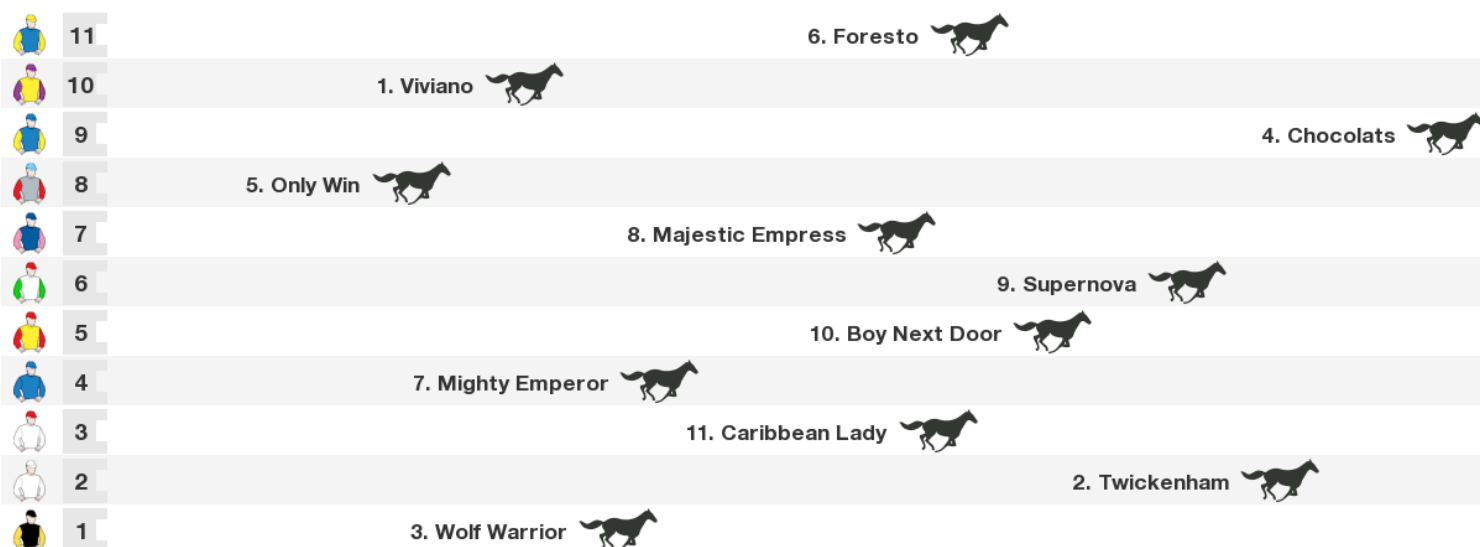 11 6. Foresto
10 1. Viviano
9 4. Chocolats
8 5. Only Win
7 8. Majestic Empress
6 9. Supernova
5 10. Boy Next Door
4 7. Mighty Emperor
3 11. Caribbean Lady
2 2. Twickenham
1 3. Wolf Warrior